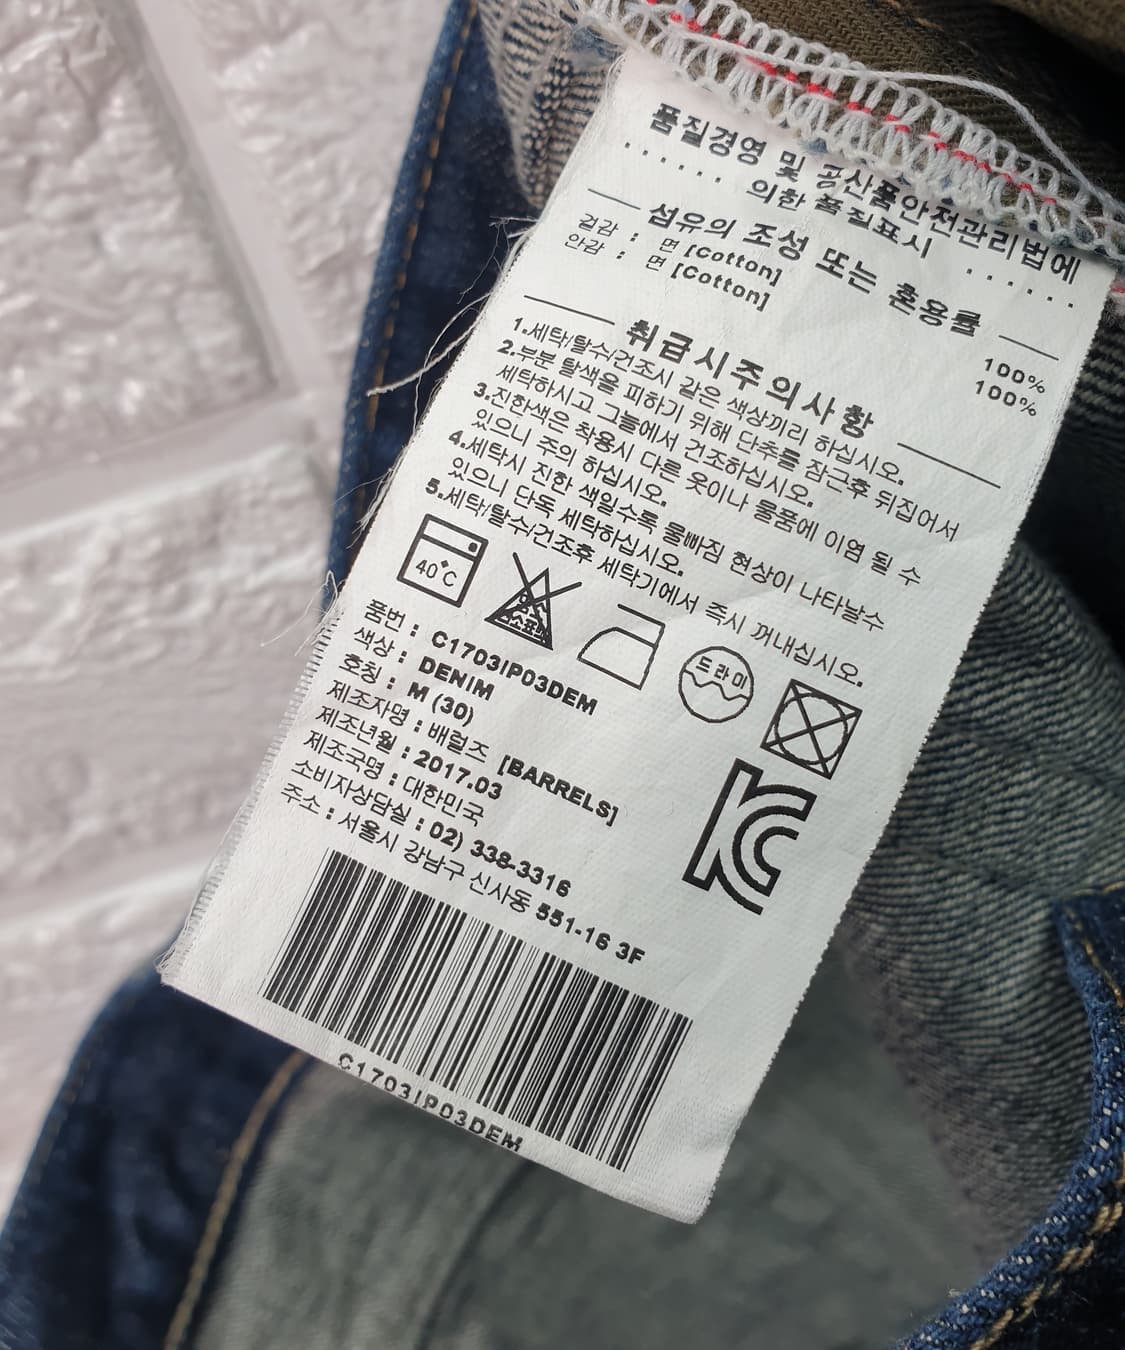 품질경영 및 공산품안전관리법에
...... 의한 품질표시 ......
섬유의 조성 또는 혼용률
겉감 : 면 [Cotton] 100%
안감 : 면 [Cotton] 100%
취급시주의사항
1.세탁/탈수/건조시 같은 색상끼리 하십시오.
2.부분 탈색을 피하기 위해 단추를 잠근후 뒤집어서
세탁하시고 그늘에서 건조하십시오.
3.진한색은 착용시 다른 옷이나 물품에 이염 될 수
있으니 주의 하십시오.
4.세탁시 진한 색일수록 물빠짐 현상이 나타날수
있으니 단독 세탁하십시오.
5.세탁/탈수/건조후 세탁기에서 즉시 꺼내십시오.
40°C
드라이
품번 : C1703IP03DEM
색상 : DENIM
호칭 : M (30)
제조자명 : 배럴즈 [BARRELS]
제조년월 : 2017.03
제조국명 : 대한민국
소비자상담실 : 02) 338-3316
주소 : 서울시 강남구 신사동 551-16 3F
KC
C1703IP03DEM